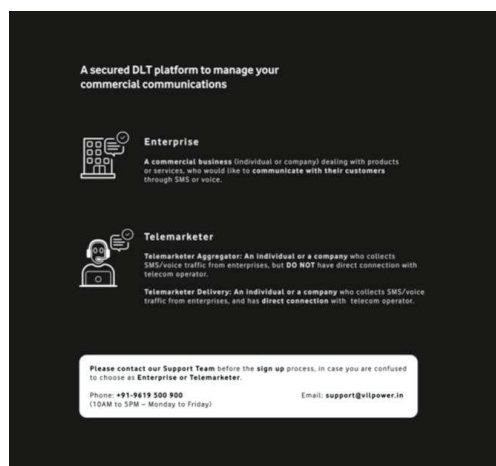 A secured DLT platform to manage your
commercial communications
Enterprise
A commercial business (individual or company) dealing with products
or services, who would like to communicate with their customers
through SMS or voice.
Telemarketer
Telemarketer Aggregator: An individual or a company who collects
SMS/voice traffic from enterprises, but DO NOT have direct connection with
telecom operator.
Telemarketer Delivery: An individual or a company who collects SMS/voice
traffic from enterprises, and has direct connection with telecom operator.
Please contact our Support Team before the sign up process, in case you are confused
to choose as Enterprise or Telemarketer.
Phone: +91-9619 500 900
(10AM to 5PM – Monday to Friday)
Email: support@vilpower.in